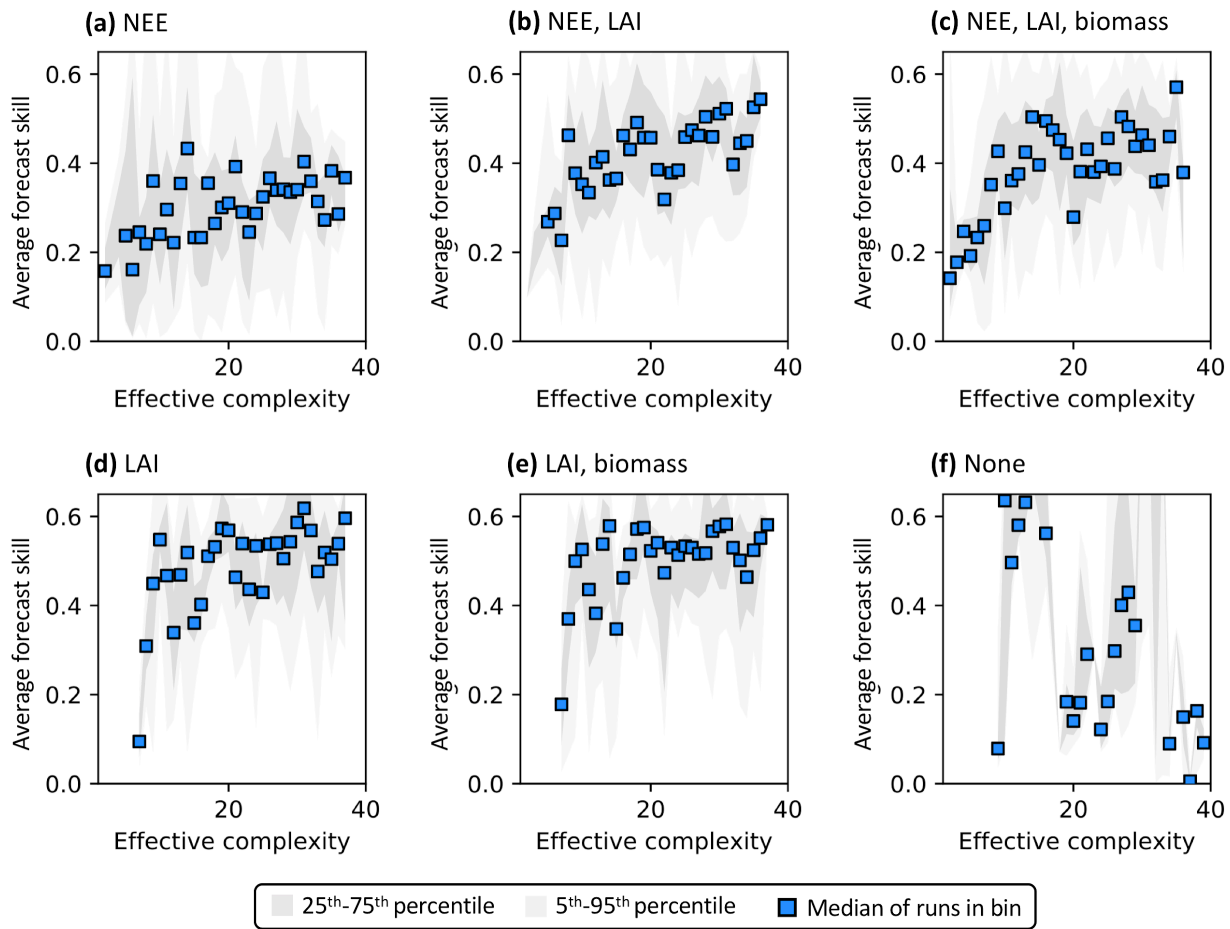 (a) NEE
(b) NEE, LAI
(c) NEE, LAI, biomass
Average forecast skill
0.6
0.4
0.2
0.0
20
40
Effective complexity
Average forecast skill
0.6
0.4
0.2
0.0
20
40
Effective complexity
Average forecast skill
0.6
0.4
0.2
0.0
20
40
Effective complexity
(d) LAI
(e) LAI, biomass
(f) None
Average forecast skill
0.6
0.4
0.2
0.0
20
40
Effective complexity
Average forecast skill
0.6
0.4
0.2
0.0
20
40
Effective complexity
Average forecast skill
0.6
0.4
0.2
0.0
20
40
Effective complexity
25th-75th percentile
5th-95th percentile
Median of runs in bin